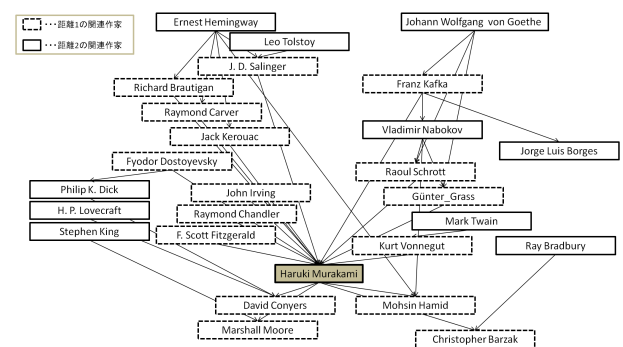 ・・・距離1の関連作家
・・・距離2の関連作家
Ernest Hemingway
Leo Tolstoy
Johann Wolfgang von Goethe
J. D. Salinger
Richard Brautigan
Franz Kafka
Raymond Carver
Jack Kerouac
Vladimir Nabokov
Jorge Luis Borges
Fyodor Dostoyevsky
Raoul Schrott
Philip K. Dick
John Irving
Günter_Grass
H. P. Lovecraft
Raymond Chandler
Mark Twain
Stephen King
F. Scott Fitzgerald
Kurt Vonnegut
Ray Bradbury
Haruki Murakami
David Conyers
Mohsin Hamid
Marshall Moore
Christopher Barzak